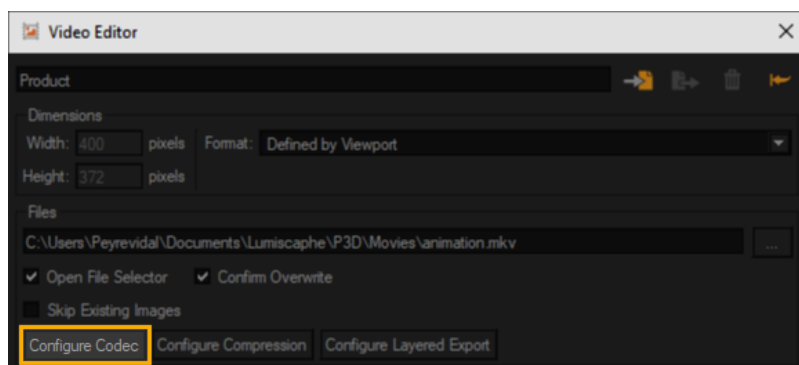 Video Editor
Product
Dimensions
Width: 400 pixels Format: Defined by Viewport
Height: 372 pixels
Files
C:\Users\Peyrevidal\Documents\Lumiscaphe\P3D\Movies\animation.mkv ...
Open File Selector Confirm Overwrite
Skip Existing Images
Configure Codec Configure Compression Configure Layered Export